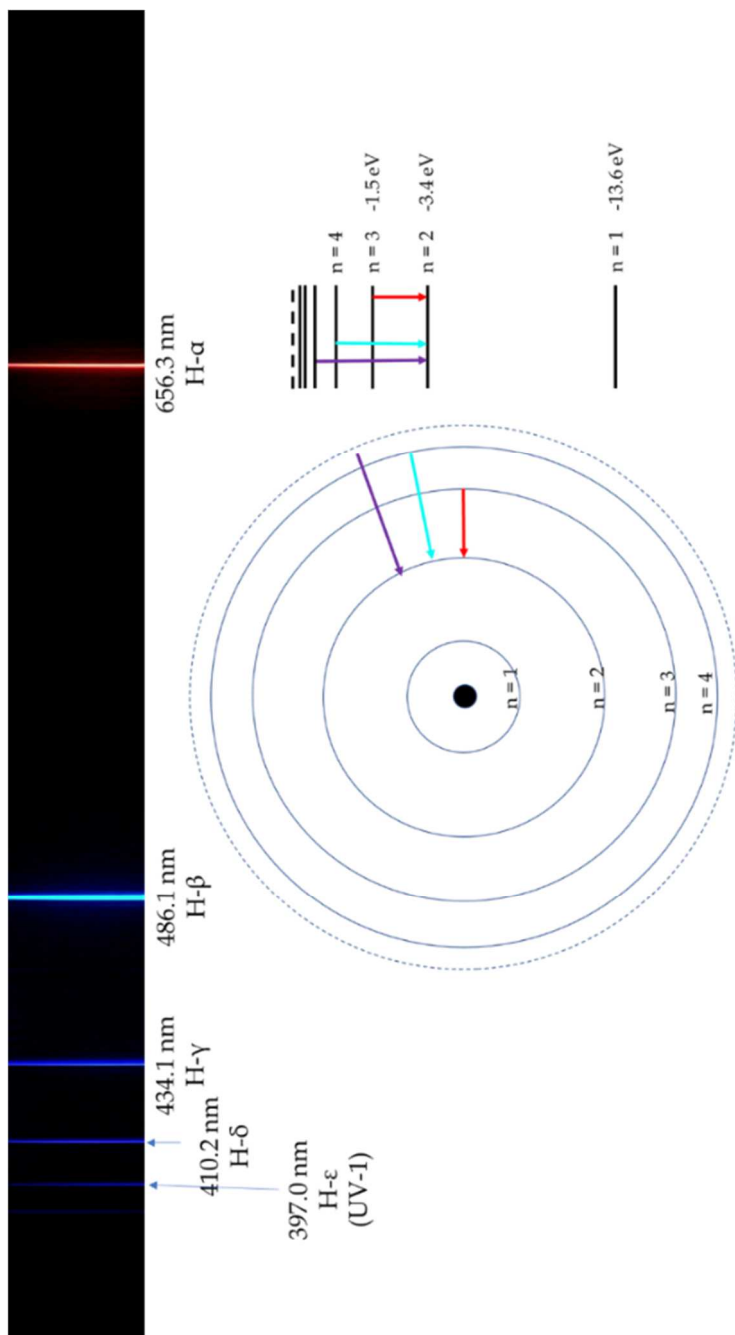 656.3 nm
H-α
486.1 nm
H-β
434.1 nm
H-γ
410.2 nm
H-δ
397.0 nm
H-ε
(UV-1)
n = 4
n = 3 -1.5 eV
n = 2 -3.4 eV
n = 1 -13.6 eV
n = 1
n = 2
n = 3
n = 4